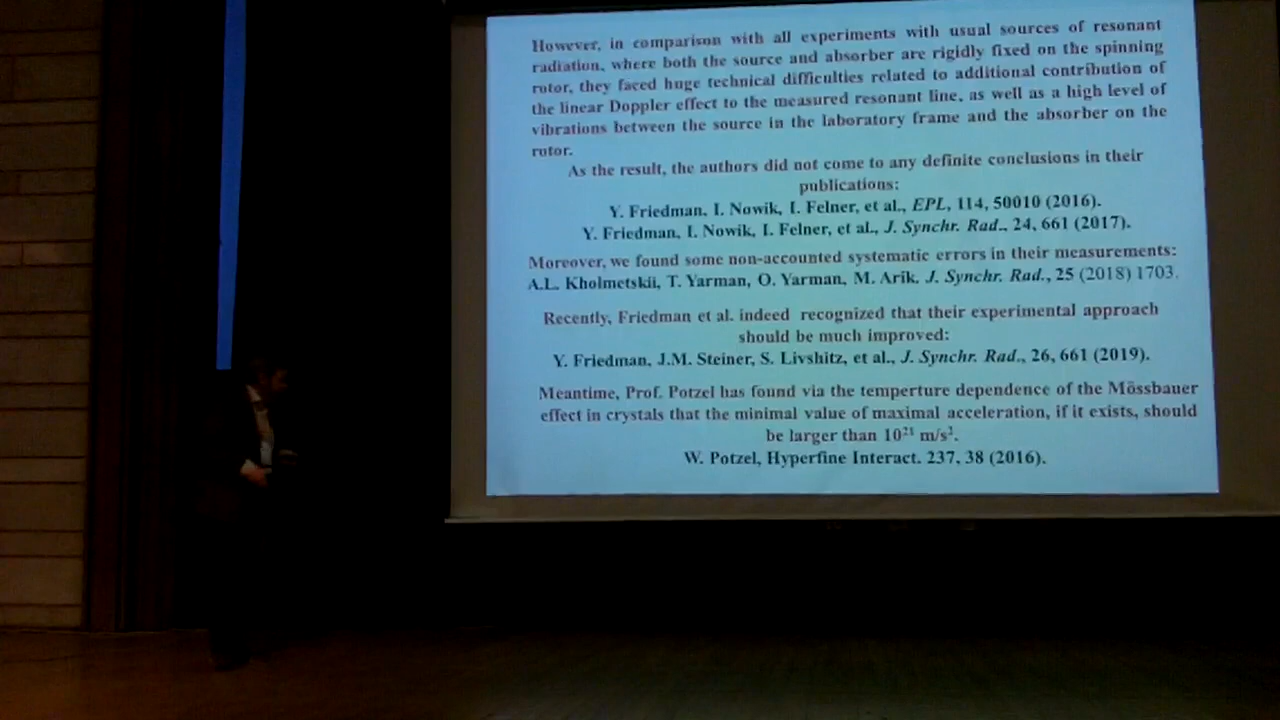 However, in comparison with all experiments with usual sources of resonant
radiation, where both the source and absorber are rigidly fixed on the spinning
rotor, they faced huge technical difficulties related to additional contribution of
the linear Doppler effect to the measured resonant line, as well as a high level of
vibrations between the source in the laboratory frame and the absorber on the
rotor.
As the result, the authors did not come to any definite conclusions in their
publications:
Y. Friedman, I. Nowik, I. Felner, et al., EPL, 114, 50010 (2016).
Y. Friedman, I. Nowik, I. Felner, et al., J. Synchr. Rad., 24, 661 (2017).
Moreover, we found some non-accounted systematic errors in their measurements:
A.L. Kholmetskii, T. Yarman, O. Yarman, M. Arik. J. Synchr. Rad., 25 (2018) 1703.
Recently, Friedman et al. indeed recognized that their experimental approach
should be much improved:
Y. Friedman, J.M. Steiner, S. Livshitz, et al., J. Synchr. Rad., 26, 661 (2019).
Meantime, Prof. Potzel has found via the temperture dependence of the Mössbauer
effect in crystals that the minimal value of maximal acceleration, if it exists, should
be larger than 10²¹ m/s².
W. Potzel, Hyperfine Interact. 237, 38 (2016).